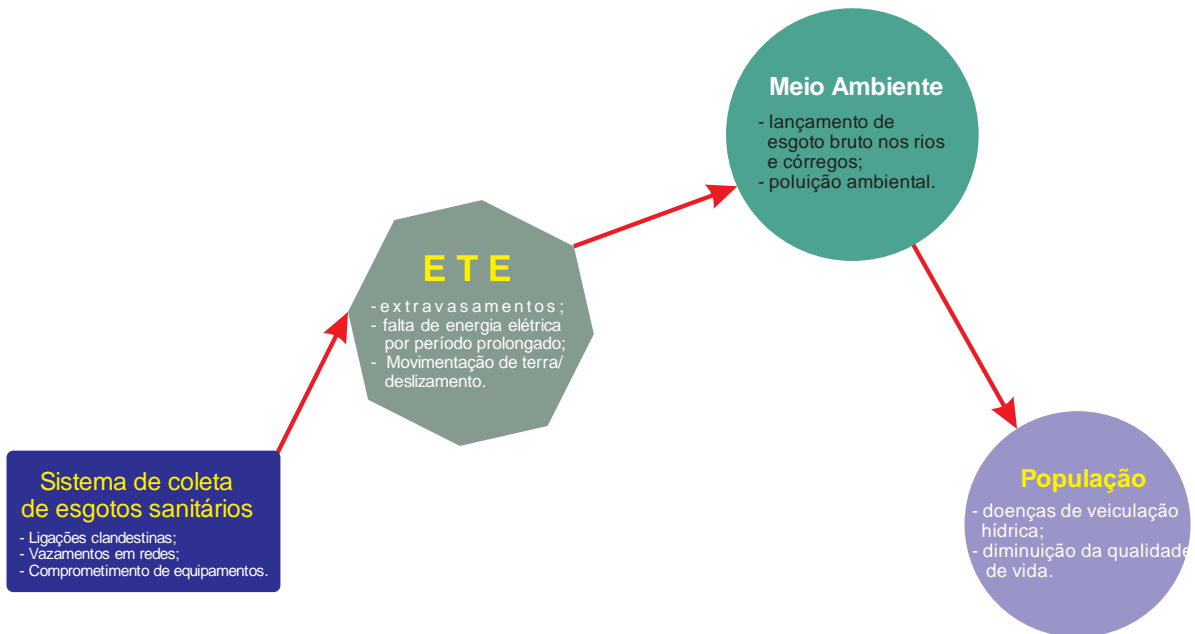 Meio Ambiente
- lançamento de
esgoto bruto nos rios
e córregos;
- poluição ambiental.
E T E
- extravasamentos;
- falta de energia elétrica
por período prolongado;
- Movimentação de terra/
deslizamento.
Sistema de coleta
de esgotos sanitários
- Ligações clandestinas;
- Vazamentos em redes;
- Comprometimento de equipamentos.
População
- doenças de veiculação
hídrica;
- diminuição da qualidade
de vida.